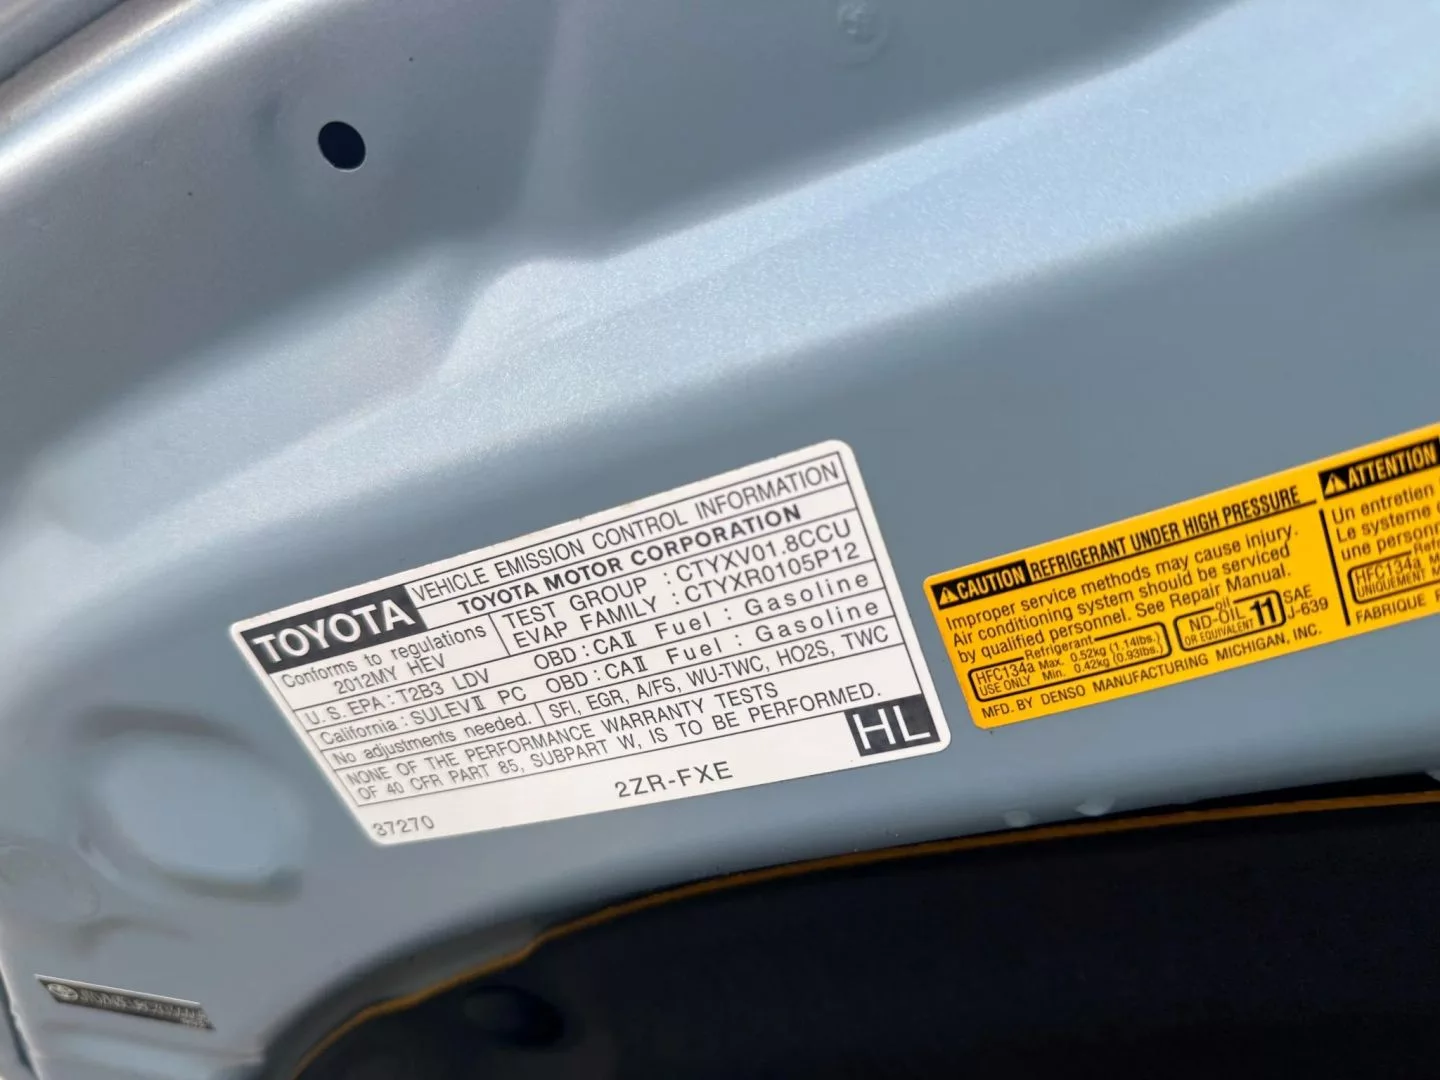 TOYOTA VEHICLE EMISSION CONTROL INFORMATION
TOYOTA MOTOR CORPORATION
Conforms to regulations
2012MY HEV
TEST GROUP : CTYXV01.8CCU
EVAP FAMILY : CTYXR0105P12
U.S.EPA : T2B3 LDV OBD : CAⅡ Fuel : Gasoline
California : SULEVⅡ PC OBD : CAⅡ Fuel : Gasoline
No adjustments needed. SFI, EGR, A/FS, WU-TWC, HO2S, TWC
NONE OF THE PERFORMANCE WARRANTY TESTS
OF 40 CFR PART 85, SUBPART W, IS TO BE PERFORMED.
HL
2ZR-FXE
37270
CAUTION REFRIGERANT UNDER HIGH PRESSURE
Improper service methods may cause injury.
Air conditioning system should be serviced
by qualified personnel. See Repair Manual.
Refrigerant
HFC134a Max. 0.52kg (1.14lbs.)
USE ONLY Min. 0.42kg (0.93lbs.)
oil
ND-OIL 11 SAE
OR EQUIVALENT J-639
MFD. BY DENSO MANUFACTURING MICHIGAN, INC.
ATTENTION
Un entretien
Le systeme
une personn
Refri
HFC134a
UNIQUEMENT
FABRIQUE